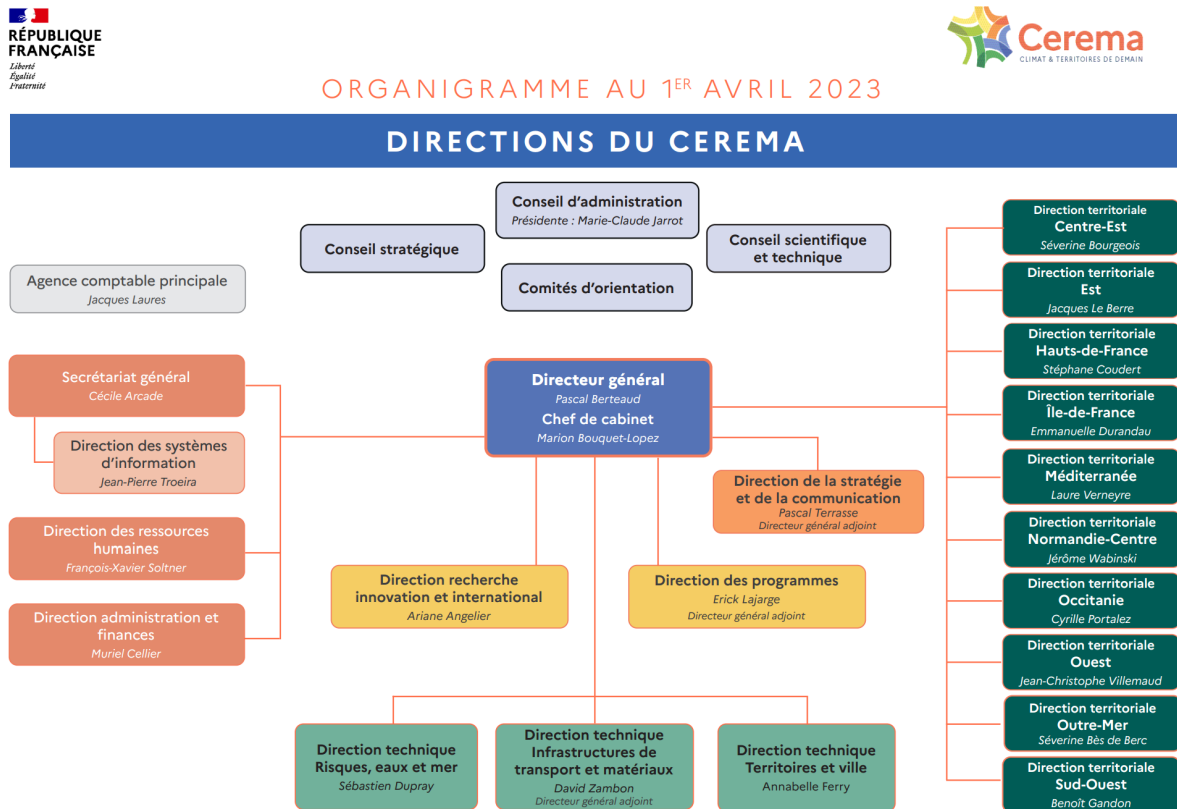 RÉPUBLIQUE
FRANÇAISE
Liberté
Égalité
Fraternité
Cerema
CLIMAT & TERRITOIRES DE DEMAIN
ORGANIGRAMME AU 1ER AVRIL 2023
DIRECTIONS DU CEREMA
Conseil d'administration
Présidente : Marie-Claude Jarrot
Conseil stratégique
Conseil scientifique
et technique
Comités d'orientation
Agence comptable principale
Jacques Laures
Secrétariat général
Cécile Arcade
Direction des systèmes
d'information
Jean-Pierre Troeira
Direction des ressources
humaines
François-Xavier Soltner
Direction administration et
finances
Muriel Cellier
Directeur général
Pascal Berteaud
Chef de cabinet
Marion Bouquet-Lopez
Direction de la stratégie
et de la communication
Pascal Terrasse
Directeur général adjoint
Direction recherche
innovation et international
Ariane Angelier
Direction des programmes
Erick Lajarge
Directeur général adjoint
Direction technique
Risques, eaux et mer
Sébastien Dupray
Direction technique
Infrastructures de
transport et matériaux
David Zambon
Directeur général adjoint
Direction technique
Territoires et ville
Annabelle Ferry
Direction territoriale
Centre-Est
Séverine Bourgeois
Direction territoriale
Est
Jacques Le Berre
Direction territoriale
Hauts-de-France
Stéphane Coudert
Direction territoriale
Île-de-France
Emmanuelle Durandau
Direction territoriale
Méditerranée
Laure Verneyre
Direction territoriale
Normandie-Centre
Jérôme Wabinski
Direction territoriale
Occitanie
Cyrille Portalez
Direction territoriale
Ouest
Jean-Christophe Villemaud
Direction territoriale
Outre-Mer
Séverine Bès de Berc
Direction territoriale
Sud-Ouest
Benoît Gandon